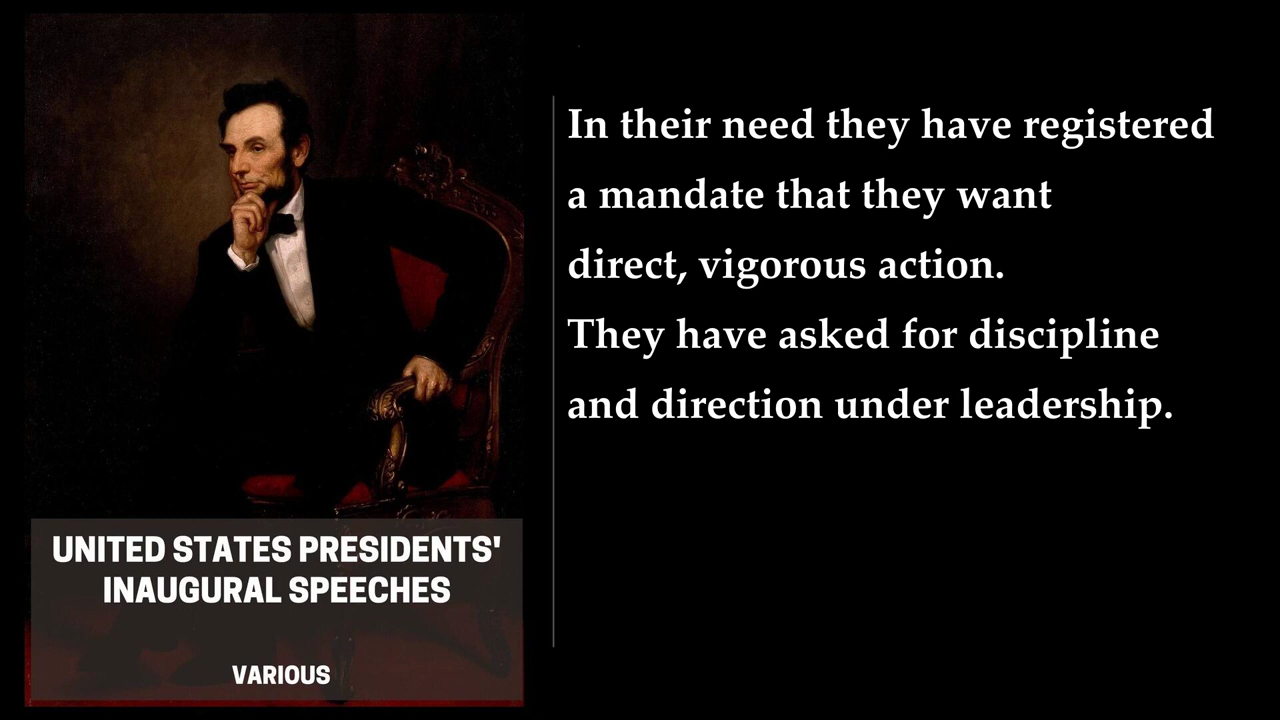 In their need they have registered
a mandate that they want
direct, vigorous action.
They have asked for discipline
and direction under leadership.
UNITED STATES PRESIDENTS'
INAUGURAL SPEECHES
VARIOUS